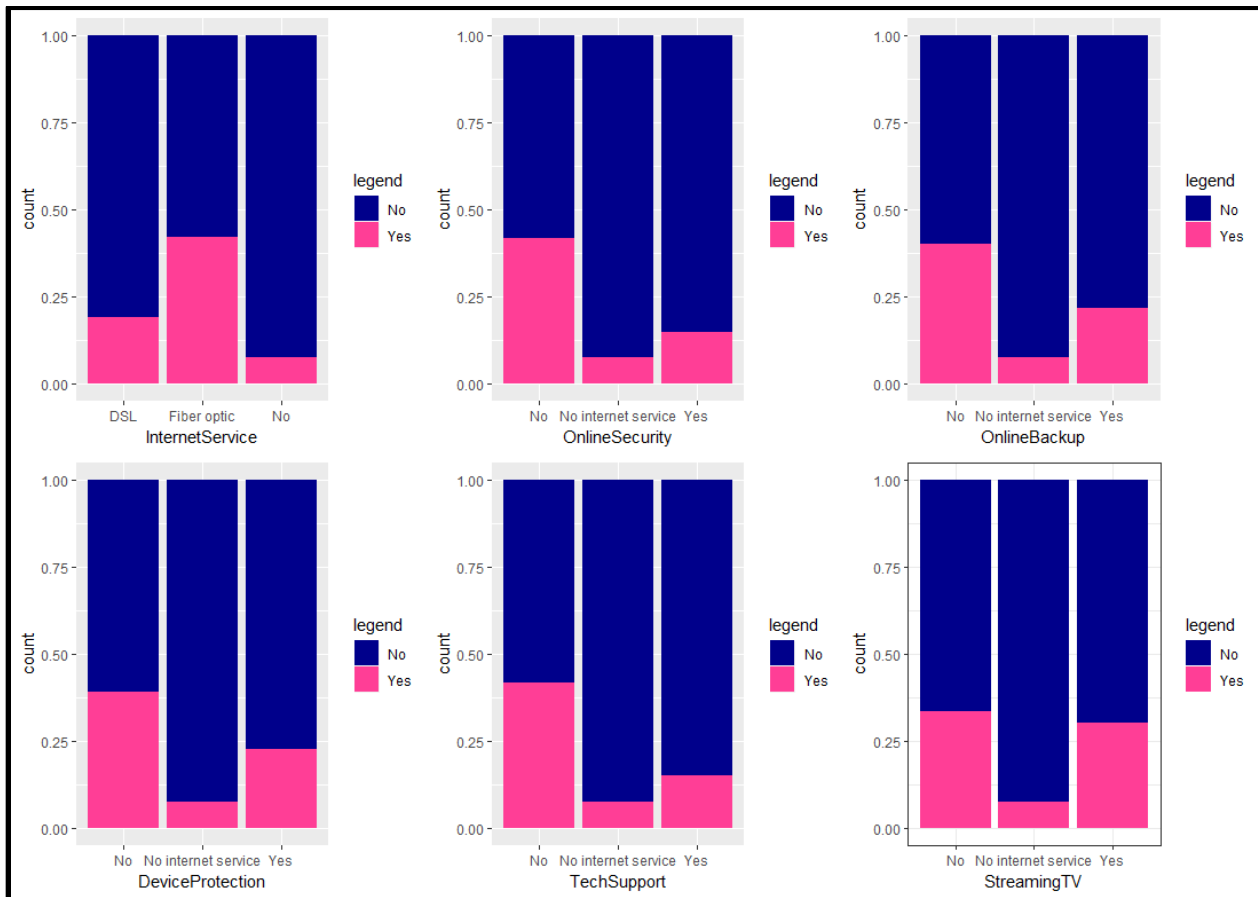 1.00
0.75
0.50
0.25
0.00
count
DSL Fiber optic No
InternetService
legend
No
Yes
1.00
0.75
0.50
0.25
0.00
count
No No internet service Yes
OnlineSecurity
legend
No
Yes
1.00
0.75
0.50
0.25
0.00
count
No No internet service Yes
OnlineBackup
legend
No
Yes
1.00
0.75
0.50
0.25
0.00
count
No No internet service Yes
DeviceProtection
legend
No
Yes
1.00
0.75
0.50
0.25
0.00
count
No No internet service Yes
TechSupport
legend
No
Yes
1.00
0.75
0.50
0.25
0.00
count
No No internet service Yes
StreamingTV
legend
No
Yes